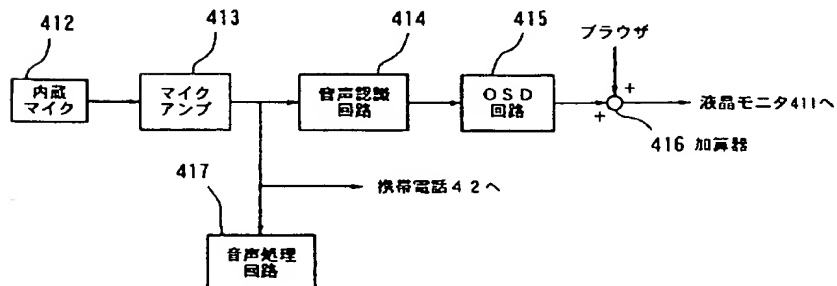 412
413
414
415
ブラウザ
内蔵
マイク
マイク
アンプ
音声認識
回路
OSD
回路
+
+
液晶モニタ411へ
416 加算器
417
携帯電話42へ
音声処理
回路